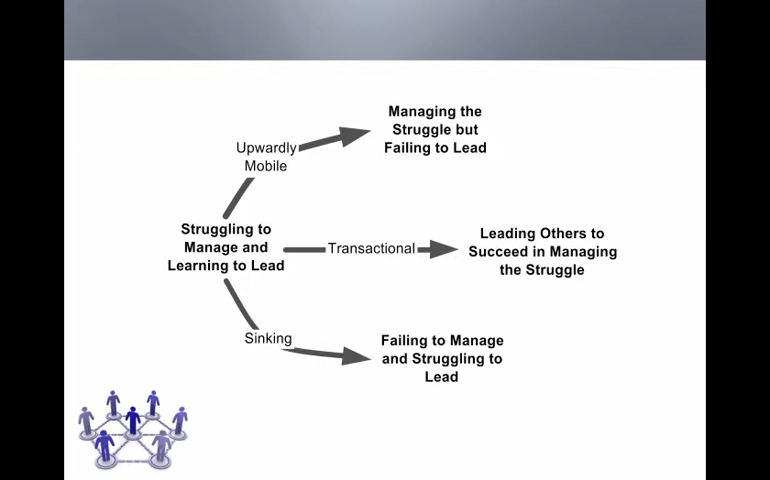 Managing the
Struggle but
Failing to Lead
Upwardly
Mobile
Struggling to
Manage and
Learning to Lead
Transactional
Leading Others to
Succeed in Managing
the Struggle
Sinking
Failing to Manage
and Struggling to
Lead